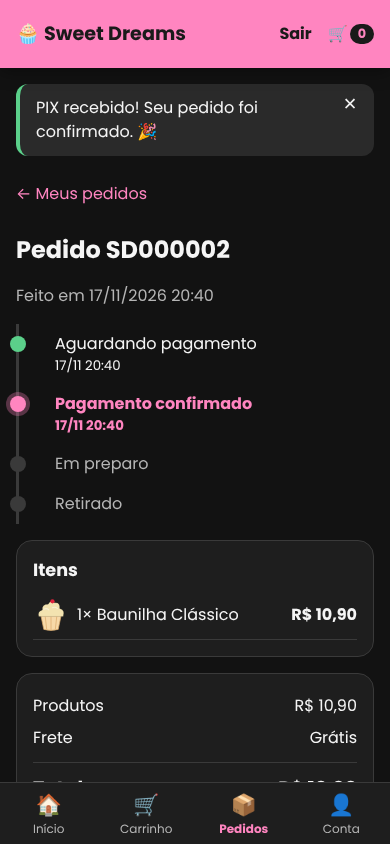 🧁 Sweet Dreams
Sair
🛒 0
PIX recebido! Seu pedido foi
confirmado. 🎉
×
← Meus pedidos
Pedido SD000002
Feito em 17/11/2026 20:40
Aguardando pagamento
17/11 20:40
Pagamento confirmado
17/11 20:40
Em preparo
Retirado
Itens
1× Baunilha Clássico R$ 10,90
Produtos R$ 10,90
Frete Grátis
Início
Carrinho
Pedidos
Conta